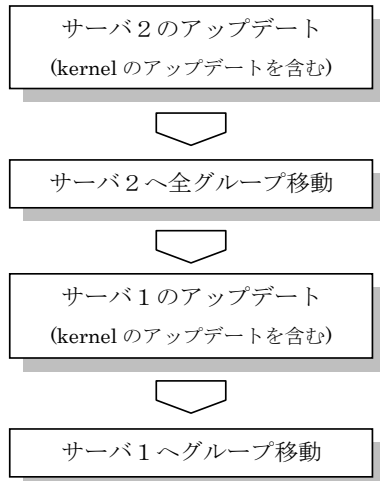 サーバ２のアップデート
(kernel のアップデートを含む)
サーバ２へ全グループ移動
サーバ１のアップデート
(kernel のアップデートを含む)
サーバ１へグループ移動